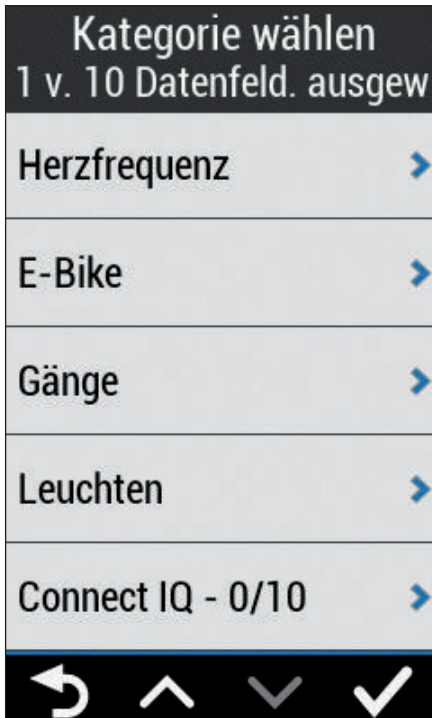 Kategorie wählen
1 v. 10 Datenfeld. ausgew
Herzfrequenz
E-Bike
Gänge
Leuchten
Connect IQ - 0/10